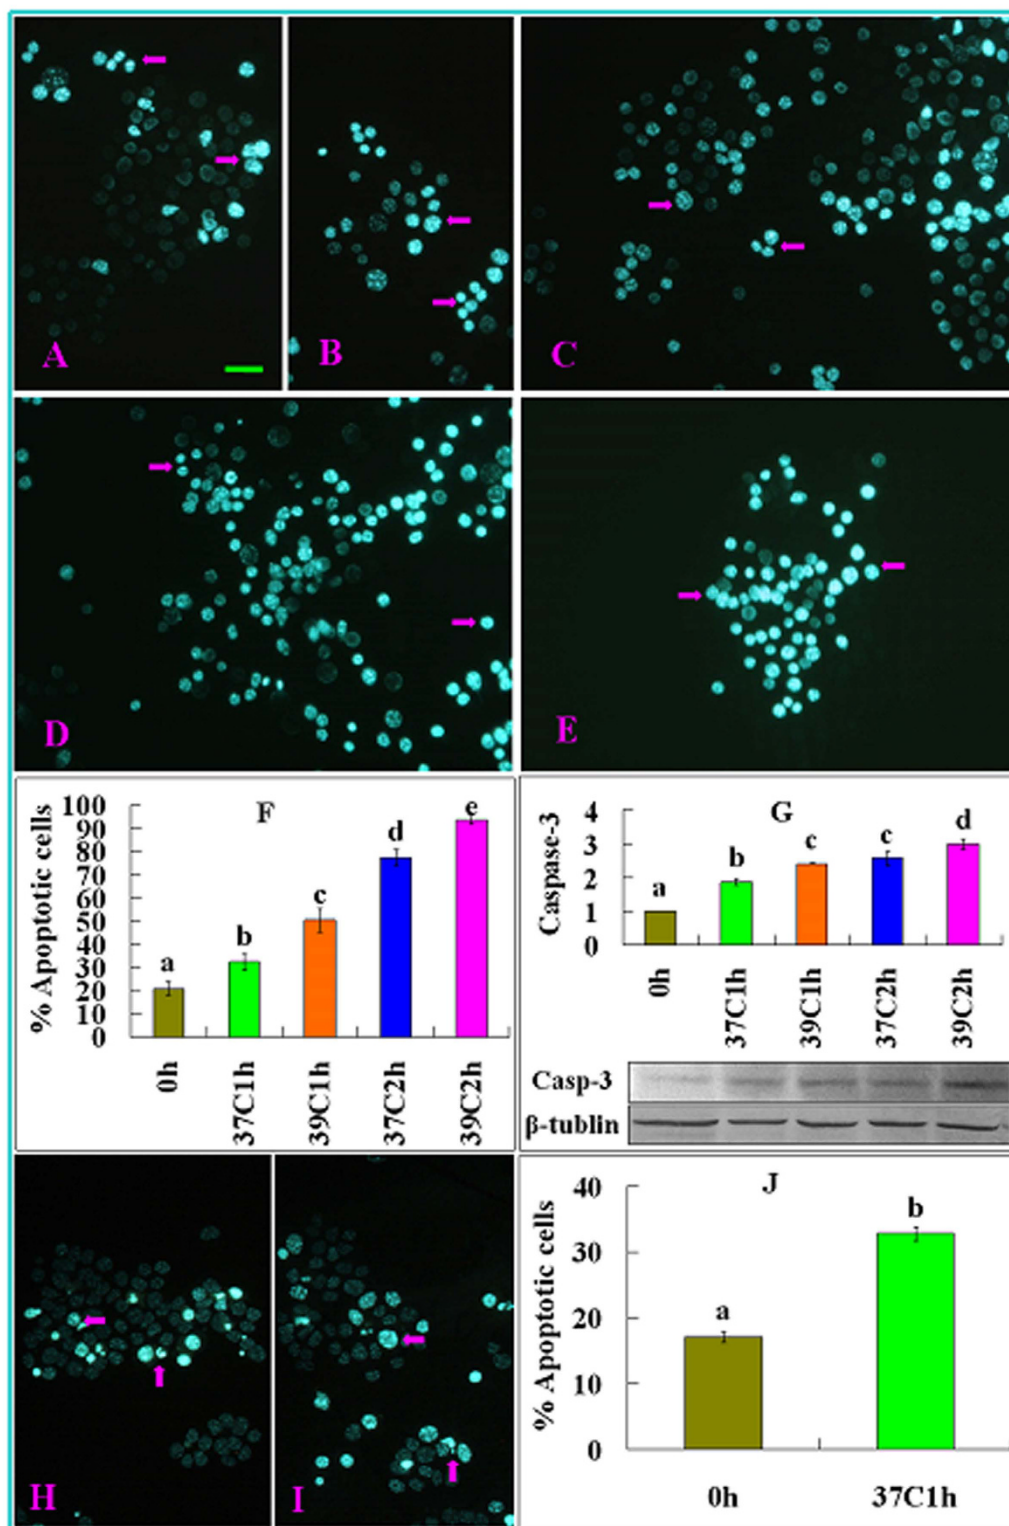 A
B
C
D
E
F
% Apoptotic cells
100
90
80
70
60
50
40
30
20
10
0
a
b
c
d
e
0h
37C1h
39C1h
37C2h
39C2h
G
Caspase-3
4
3
2
1
0
a
b
c
c
d
0h
37C1h
39C1h
37C2h
39C2h
Casp-3
β-tublin
H
I
J
% Apoptotic cells
40
30
20
10
0
a
b
0h
37C1h